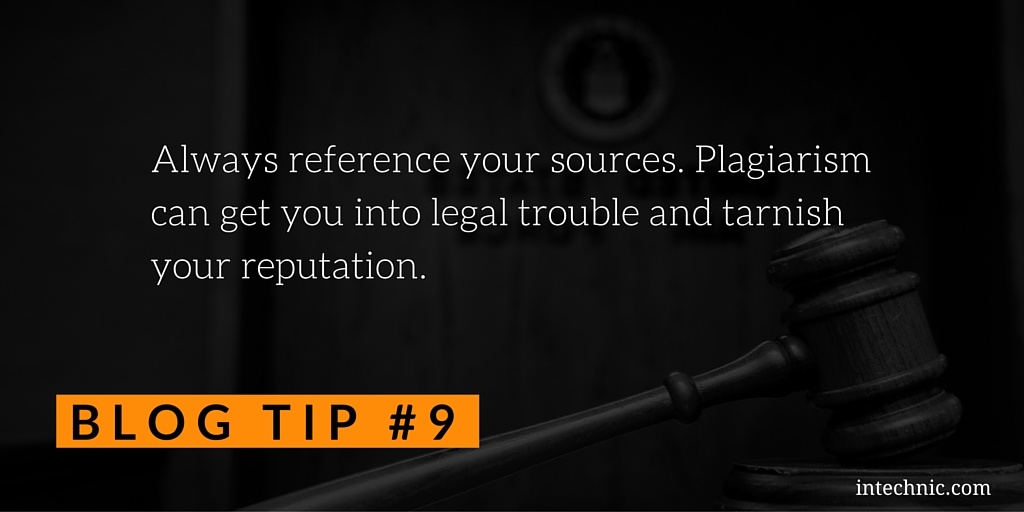 Always reference your sources. Plagiarism
can get you into legal trouble and tarnish
your reputation.
BLOG TIP #9
intechnic.com